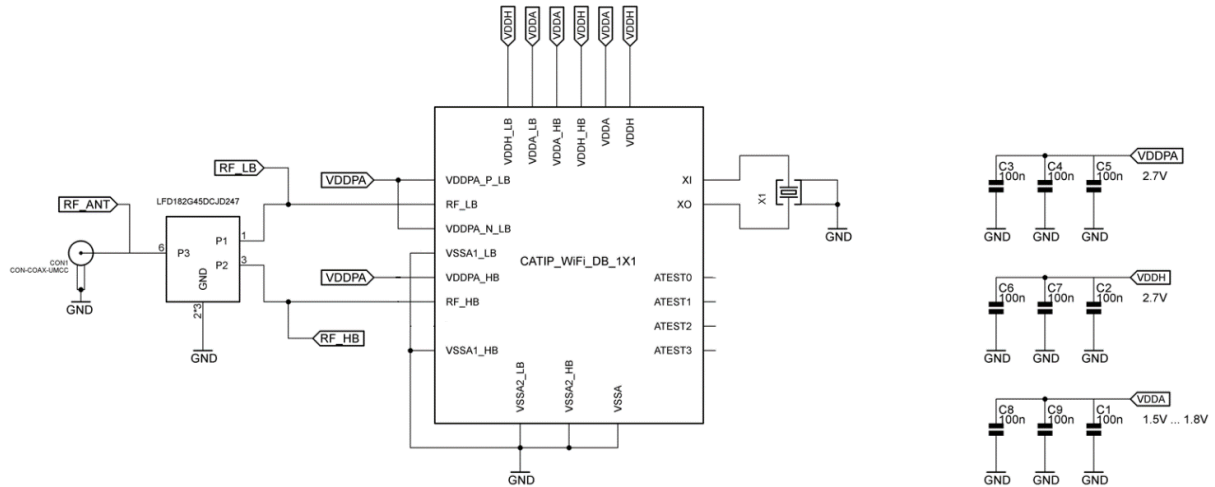 VDDH
VDDA
VDDA
VDDH
VDDA
VDDH
VDDH_LB
VDDA_LB
VDDA_HB
VDDH_HB
VDDA
VDDH
RF_LB
VDDPA
RF_ANT
LFD182G45DCJD247
6
P3
P1
1
P2
3
GND
2*3
GND
CON1
CON-COAX-UMCC
GND
VDDPA
RF_HB
VDDPA_P_LB
RF_LB
VDDPA_N_LB
VSSA1_LB
VDDPA_HB
RF_HB
VSSA1_HB
CATIP_WiFi_DB_1X1
XI
XO
ATEST0
ATEST1
ATEST2
ATEST3
VSSA2_LB
VSSA2_HB
VSSA
GND
X1
GND
VDDPA
2.7V
C3
100n
C4
100n
C5
100n
GND
GND
GND
VDDH
2.7V
C6
100n
C7
100n
C2
100n
GND
GND
GND
VDDA
1.5V ... 1.8V
C8
100n
C9
100n
C1
100n
GND
GND
GND